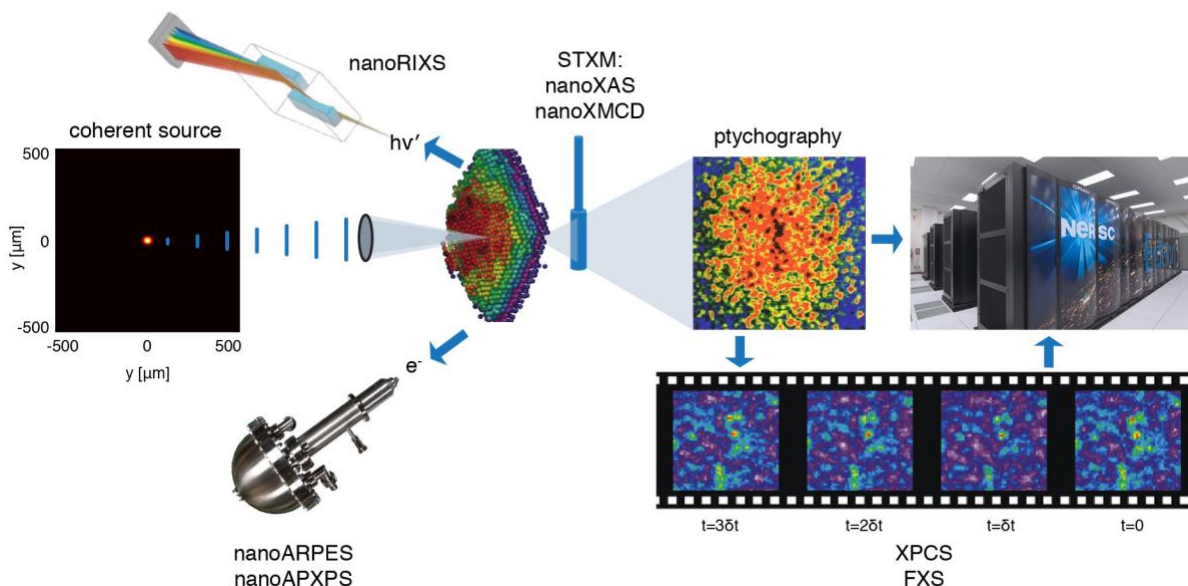 nanoRIXS
STXM:
nanoXAS
nanoXMCD
coherent source
hν′
ptychography
500
0
-500
y [µm]
-500
0
500
y [µm]
NERSC
e-
t=3δt
t=2δt
t=δt
t=0
nanoARPES
nanoAPXPS
XPCS
FXS